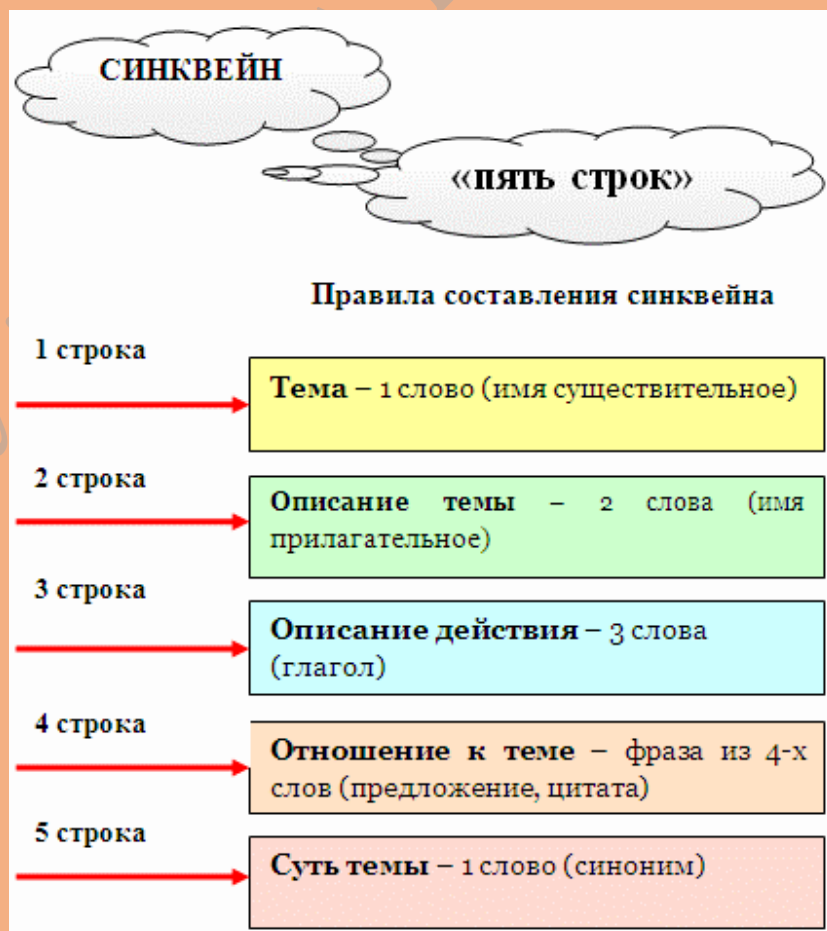 СИНКВЕЙН
«пять строк»
Правила составления синквейна
1 строка
Тема – 1 слово (имя существительное)
2 строка
Описание темы – 2 слова (имя
прилагательное)
3 строка
Описание действия – 3 слова
(глагол)
4 строка
Отношение к теме – фраза из 4-х
слов (предложение, цитата)
5 строка
Суть темы – 1 слово (синоним)